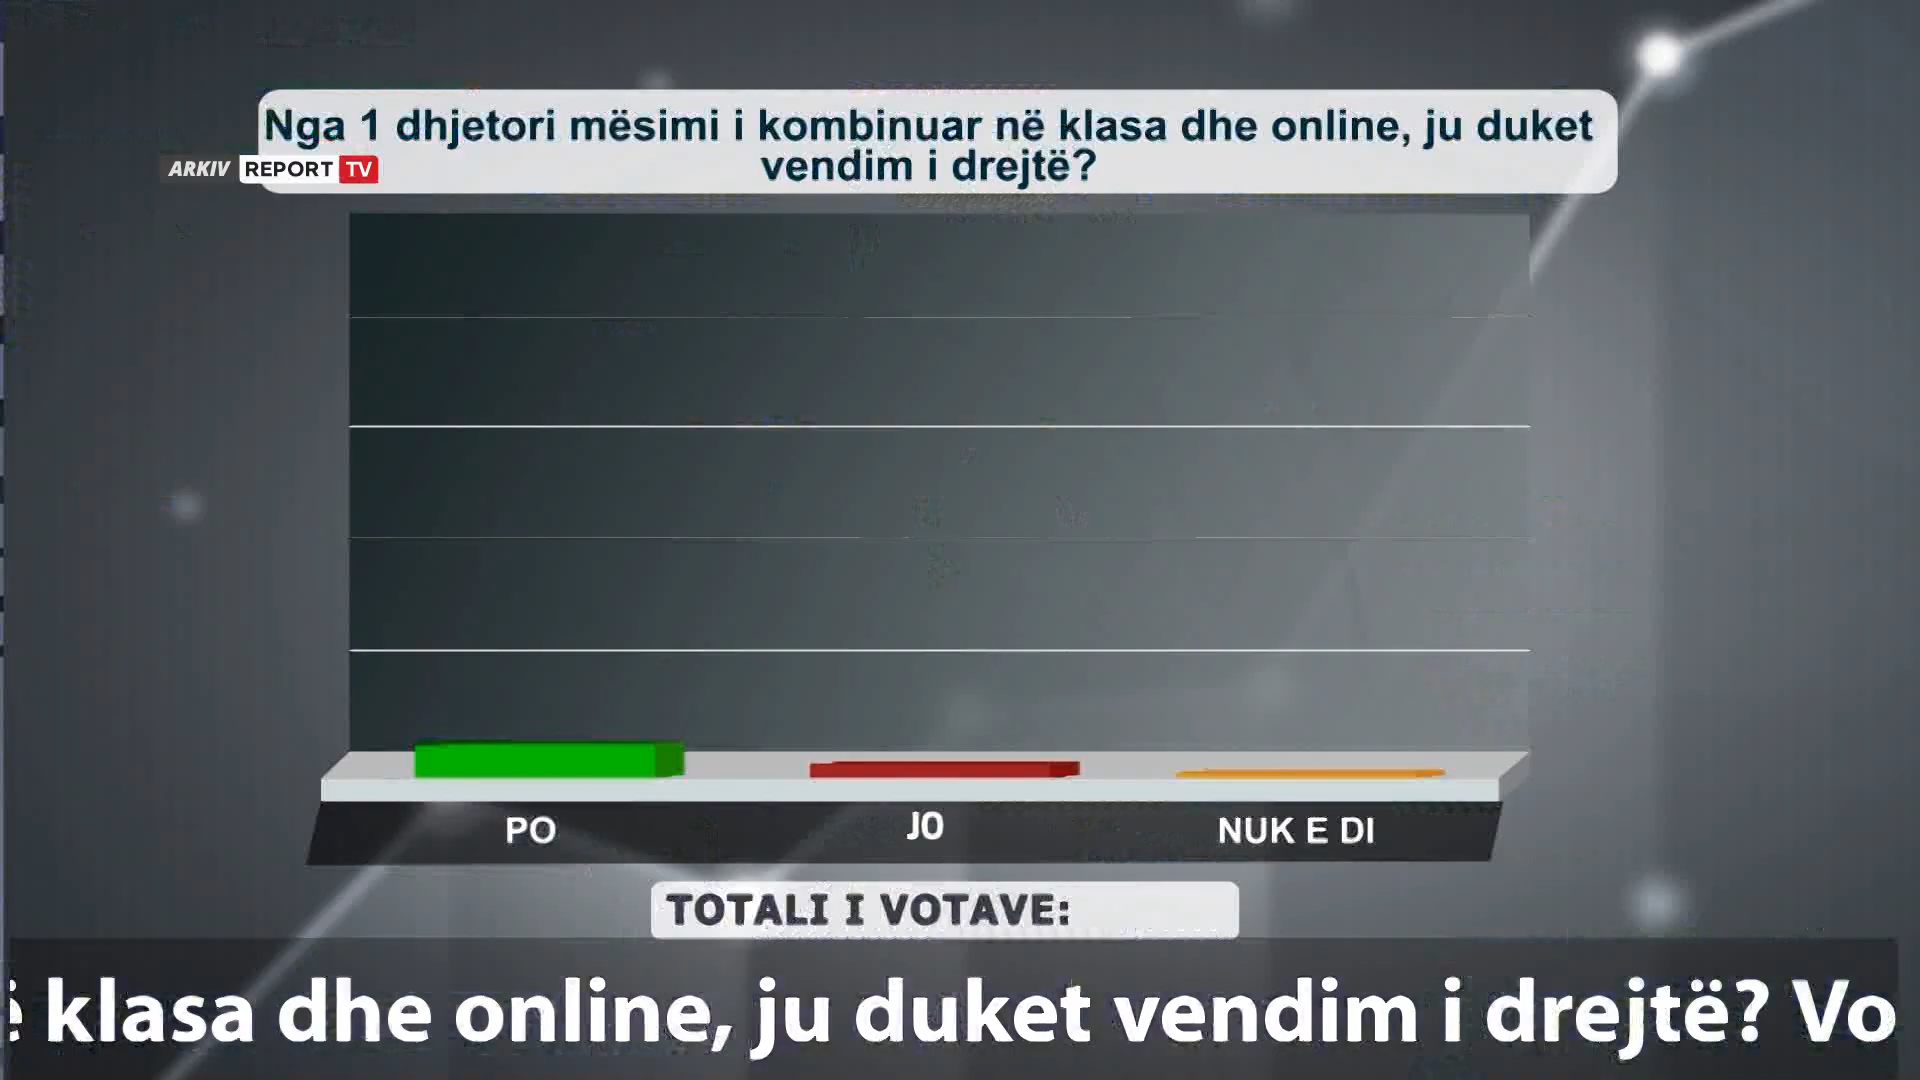 Nga 1 dhjetori mësimi i kombinuar në klasa dhe online, ju duket
vendim i drejtë?
ARKIV REPORT TV
PO
JO
NUK E DI
TOTALI I VOTAVE:
ë klasa dhe online, ju duket vendim i drejtë? Vo